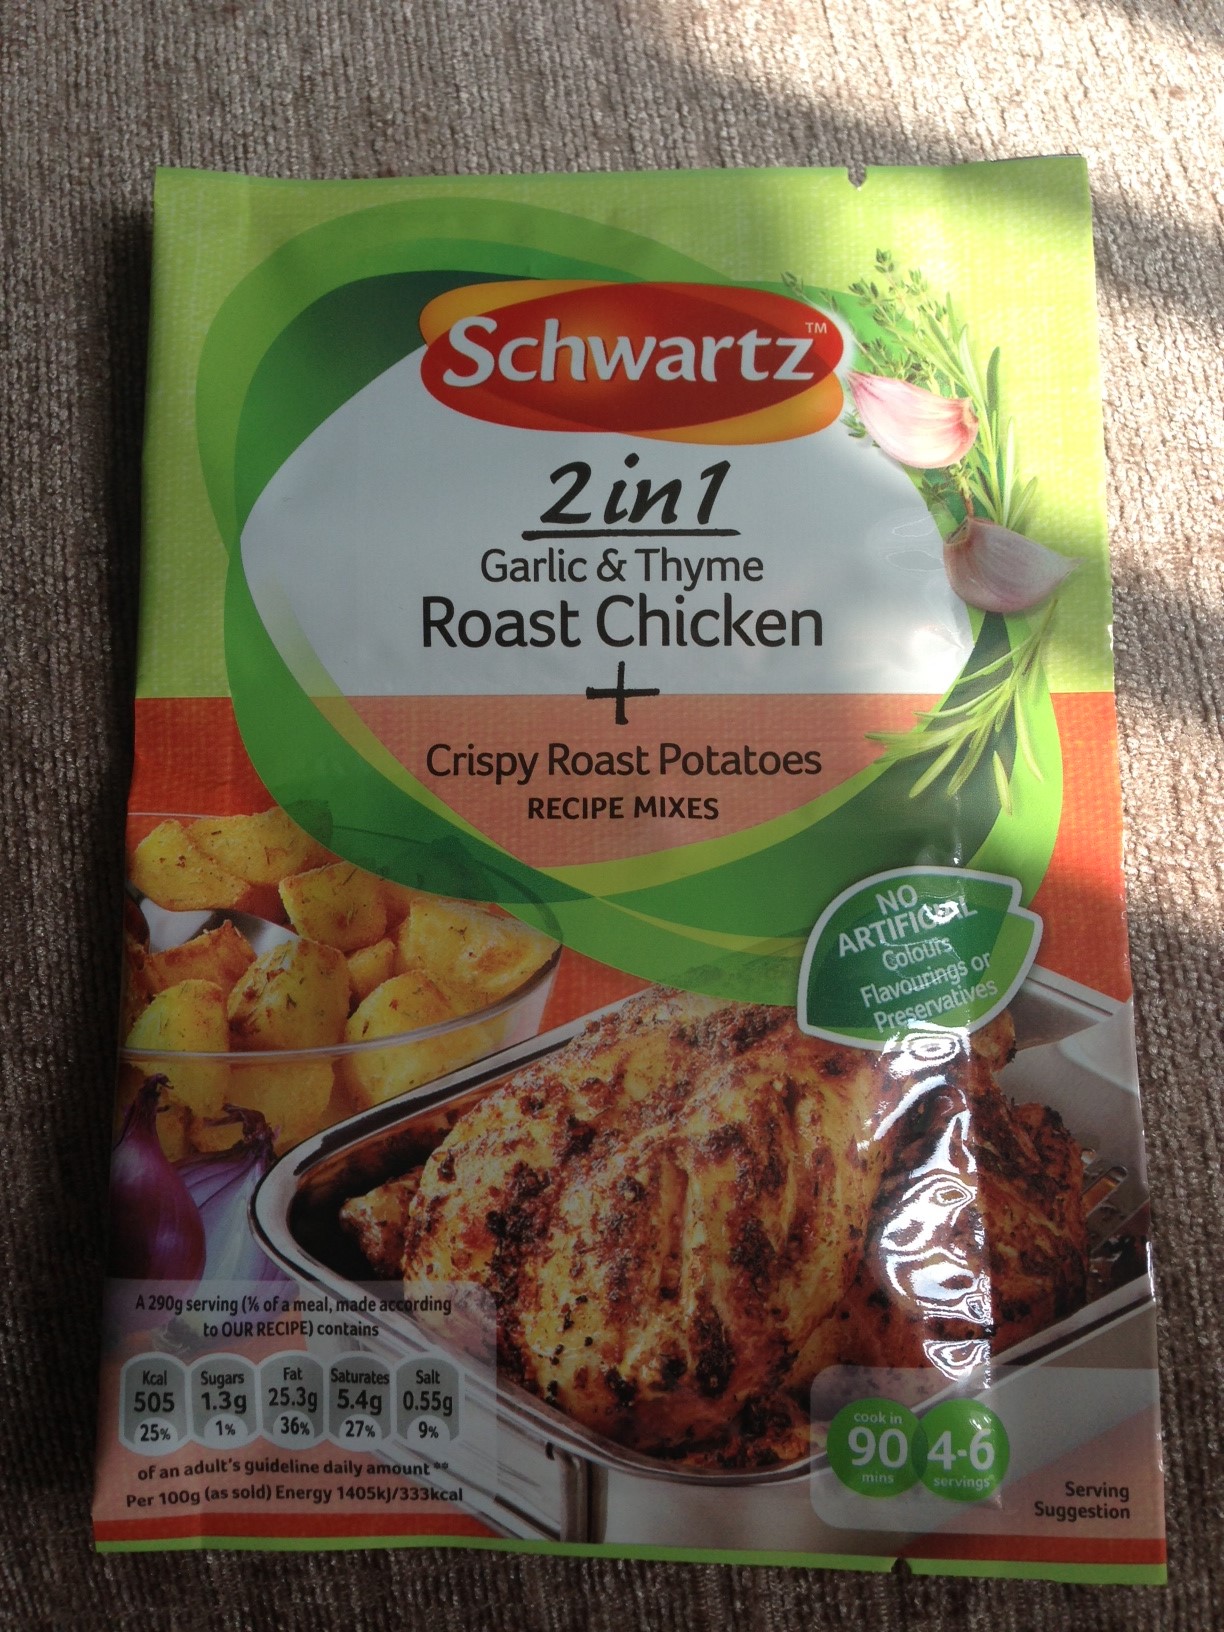 Schwartz™
2 in 1
Garlic & Thyme
Roast Chicken
+
Crispy Roast Potatoes
RECIPE MIXES
NO
ARTIFICIAL
Colours
Flavourings or
Preservatives
A 290g serving (⅙ of a meal, made according
to OUR RECIPE) contains
Kcal Sugars Fat Saturates Salt
505 1.3g 25.3g 5.4g 0.55g
25% 1% 36% 27% 9%
of an adult's guideline daily amount **
Per 100g (as sold) Energy 1405kJ/333kcal
cook in
90
mins
4-6
servings
Serving
Suggestion